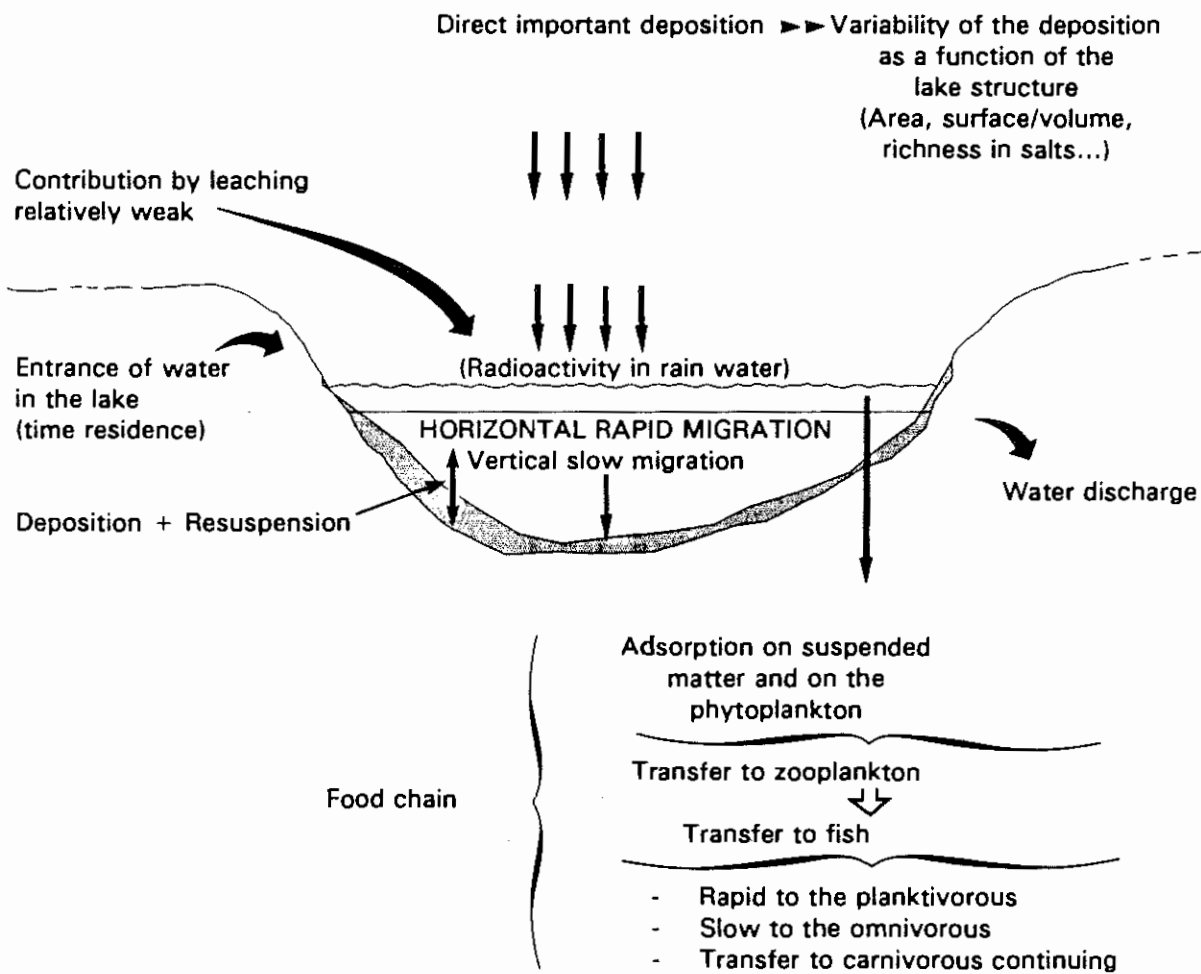 Direct important deposition ►► Variability of the deposition
as a function of the
lake structure
(Area, surface/volume,
richness in salts...)
Contribution by leaching
relatively weak
(Radioactivity in rain water)
Entrance of water
in the lake
(time residence)
HORIZONTAL RAPID MIGRATION
Vertical slow migration
Deposition + Resuspension
Water discharge
Food chain
Adsorption on suspended
matter and on the
phytoplankton
Transfer to zooplankton
Transfer to fish
- Rapid to the planktivorous
- Slow to the omnivorous
- Transfer to carnivorous continuing